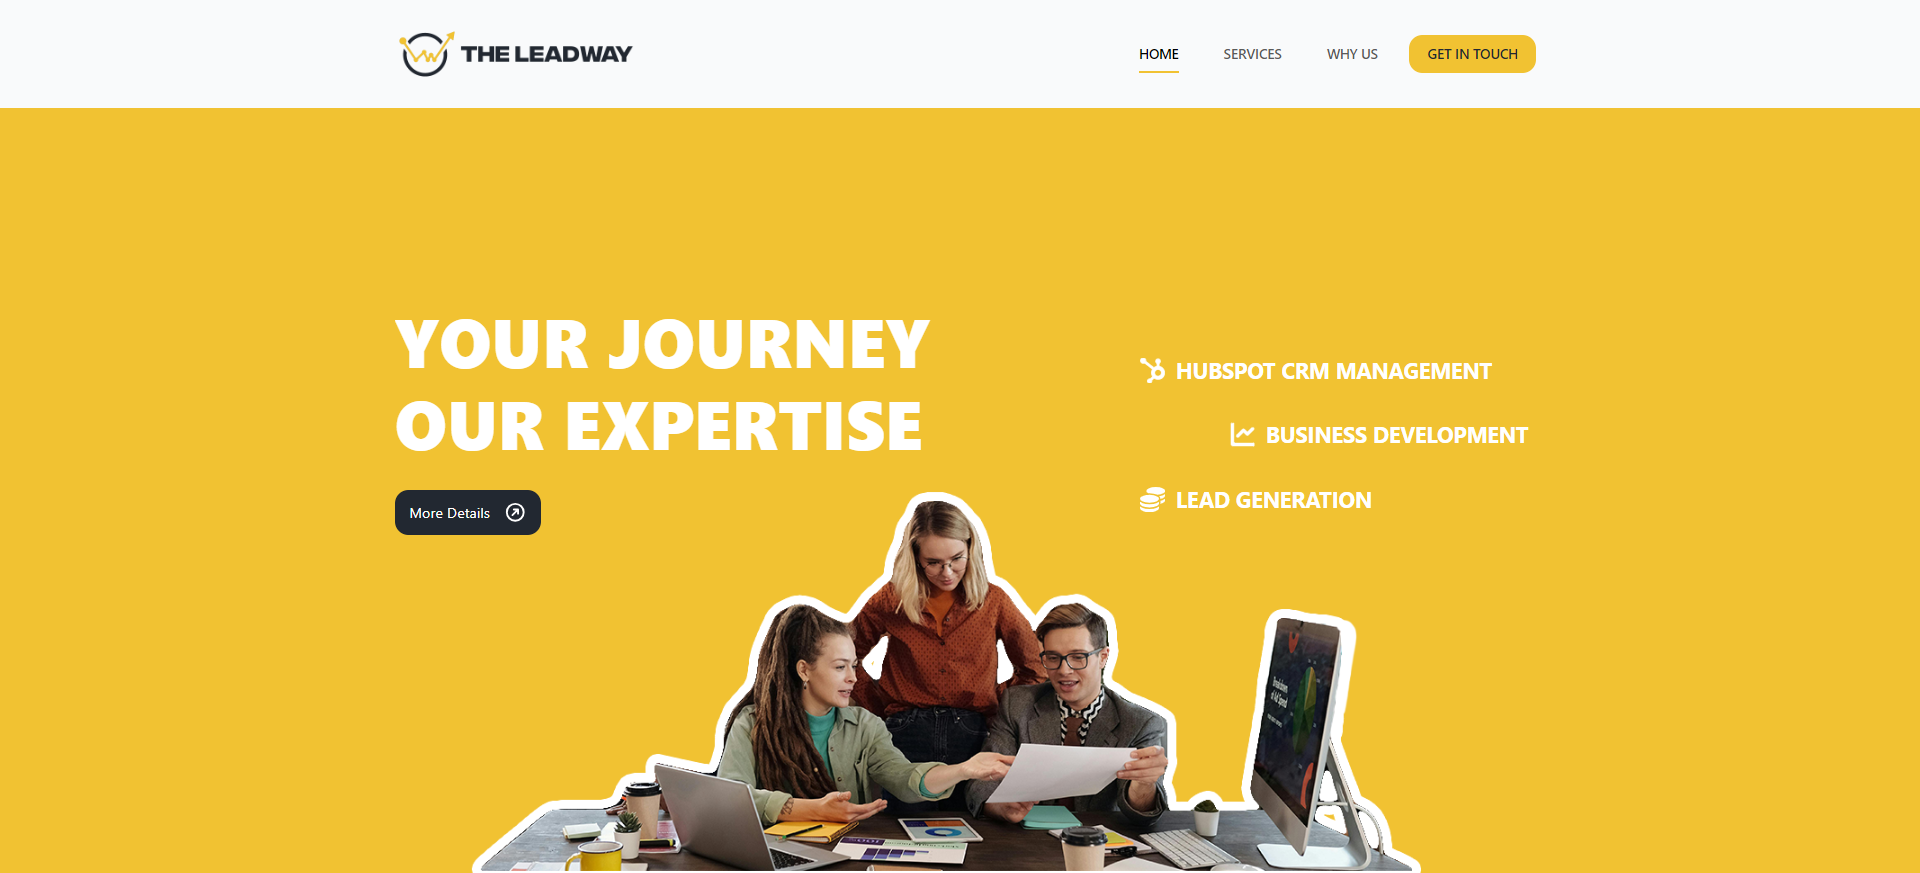 THE LEADWAY
HOME
SERVICES
WHY US
GET IN TOUCH
YOUR JOURNEY
OUR EXPERTISE
More Details
HUBSPOT CRM MANAGEMENT
BUSINESS DEVELOPMENT
LEAD GENERATION